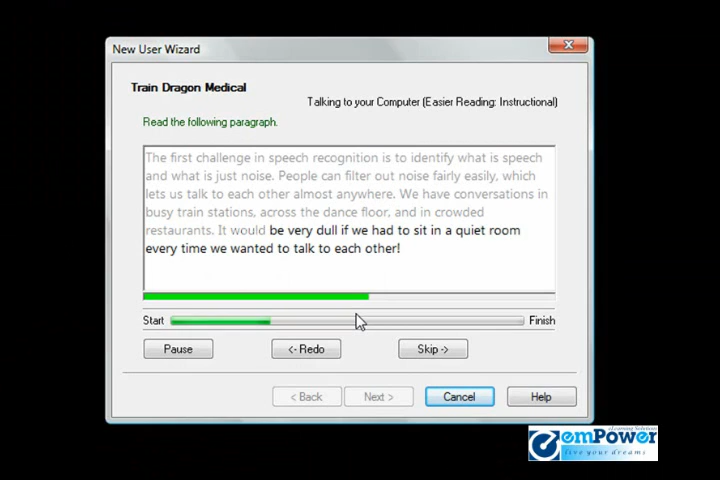 New User Wizard
Train Dragon Medical
Talking to your Computer (Easier Reading: Instructional)
Read the following paragraph.
The first challenge in speech recognition is to identify what is speech
and what is just noise. People can filter out noise fairly easily, which
lets us talk to each other almost anywhere. We have conversations in
busy train stations, across the dance floor, and in crowded
restaurants. It would be very dull if we had to sit in a quiet room
every time we wanted to talk to each other!
Start
Finish
Pause
<- Redo
Skip ->
< Back
Next >
Cancel
Help
eLearning Solutions
emPower
live your dreams